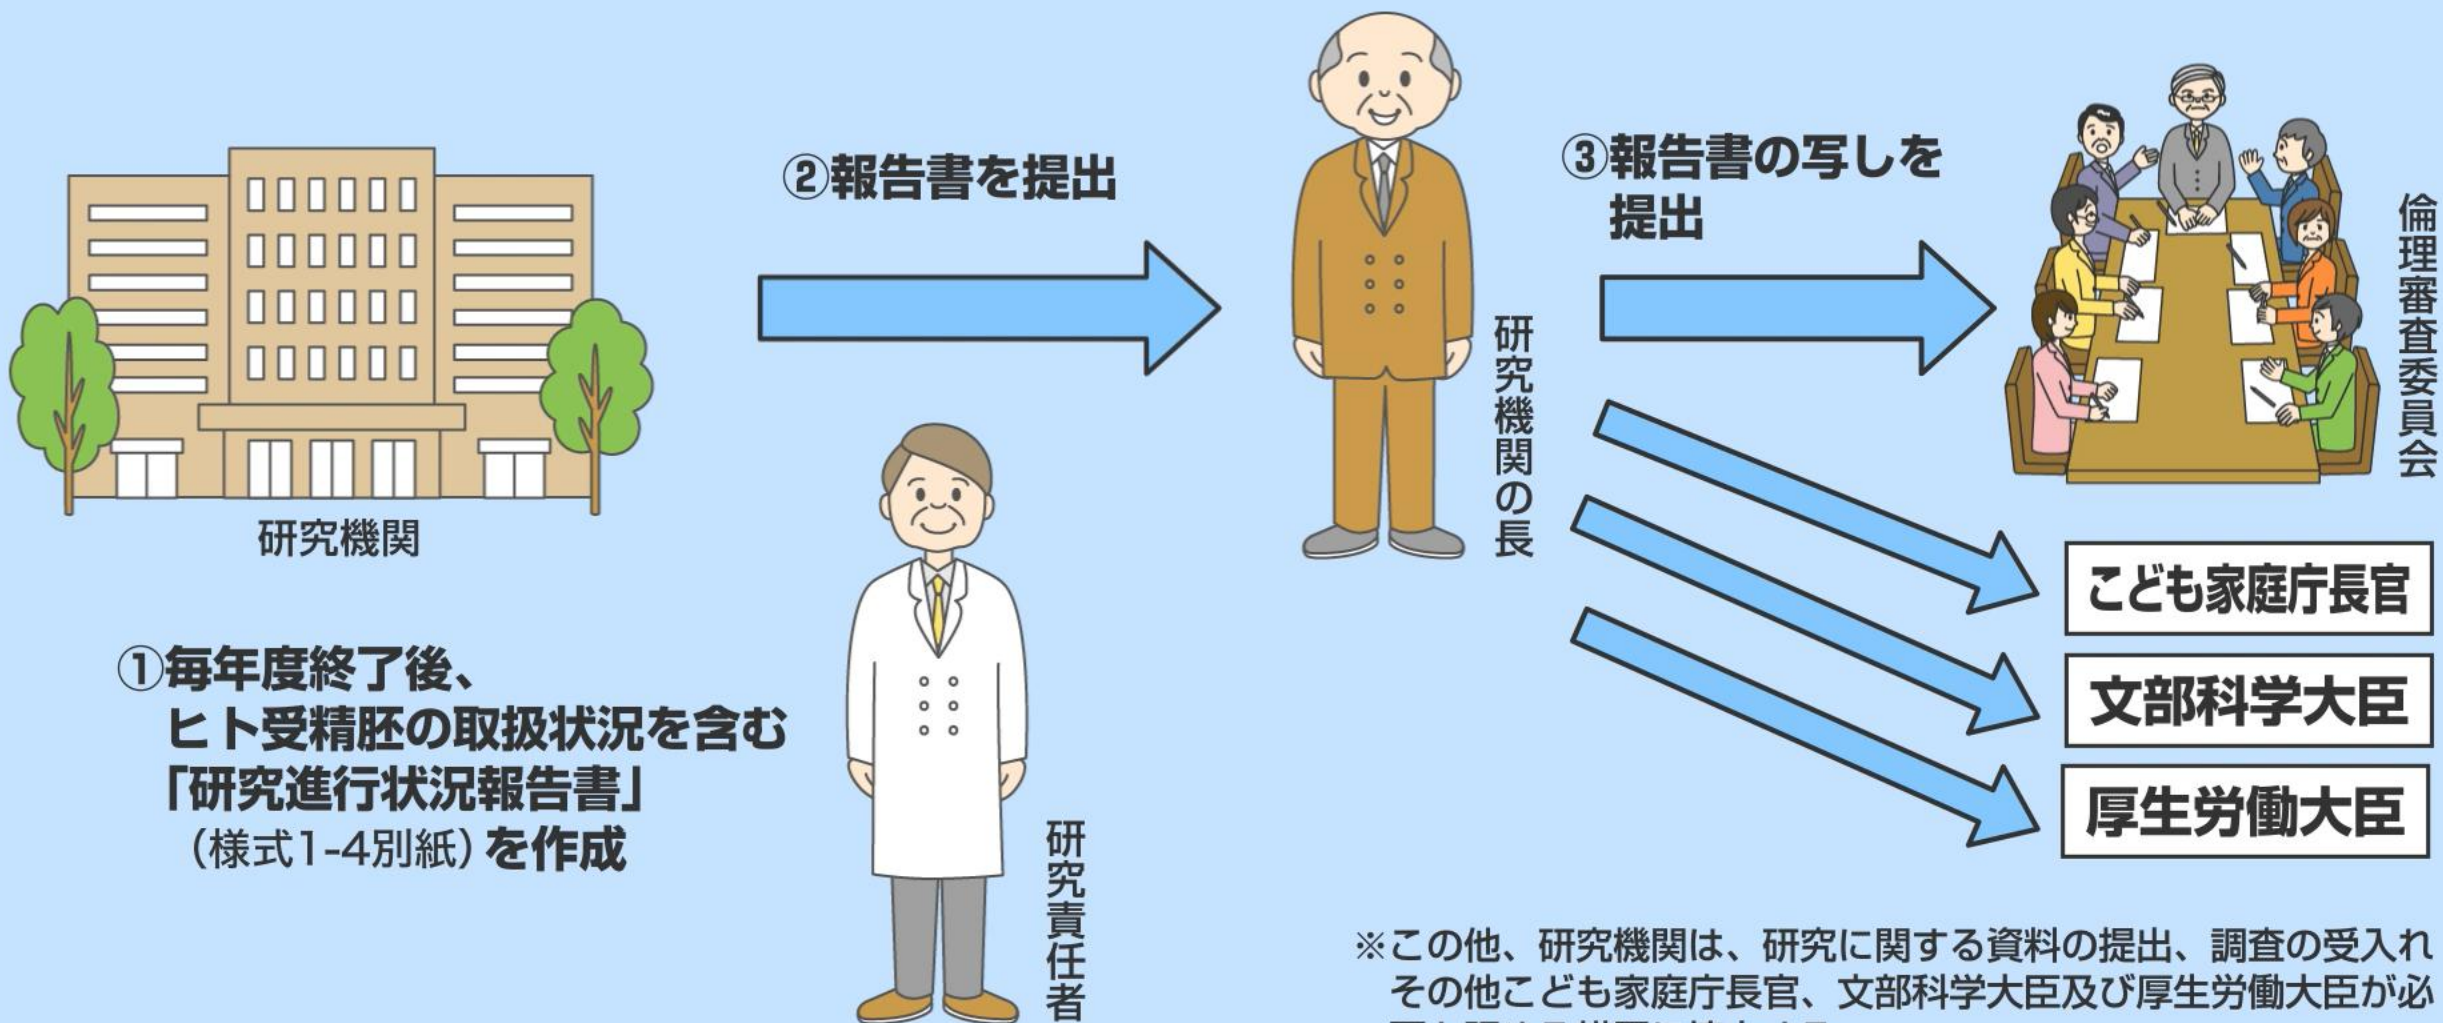 研究機関
①毎年度終了後、
ヒト受精胚の取扱状況を含む
「研究進行状況報告書」
(様式1-4別紙)を作成
研究責任者
②報告書を提出
研究機関の長
③報告書の写しを
提出
倫理審査委員会
こども家庭庁長官
文部科学大臣
厚生労働大臣
※この他、研究機関は、研究に関する資料の提出、調査の受入れ
その他こども家庭庁長官、文部科学大臣及び厚生労働大臣が必